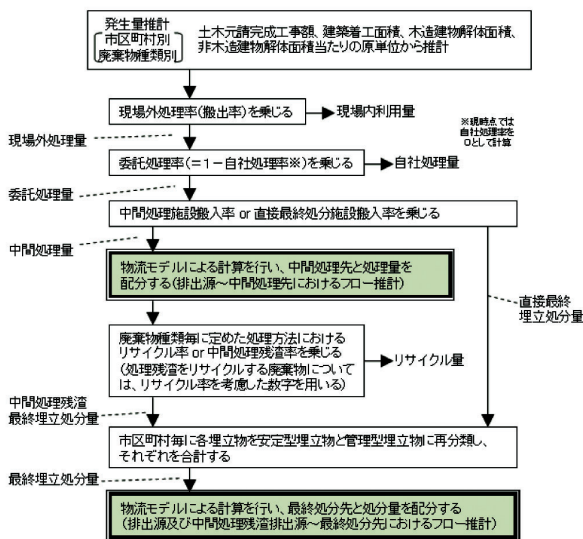 発生量推計
市区町村別
廃棄物種類別
土木元請完成工事額、建築着工面積、木造建物解体面積、
非木造建物解体面積当たりの原単位から推計
現場外処理率(搬出率)を乗じる
現場内利用量
※現時点では
自社処理率を
0として計算
現場外処理量
委託処理率(=1-自社処理率※)を乗じる
自社処理量
委託処理量
中間処理施設搬入率 or 直接最終処分施設搬入率を乗じる
中間処理量
物流モデルによる計算を行い、中間処理先と処理量を
配分する(排出源~中間処理先におけるフロー推計)
直接最終
埋立処分量
廃棄物種類毎に定めた処理方法における
リサイクル率 or 中間処理残渣率を乗じる
(処理残渣をリサイクルする廃棄物について
は、リサイクル率を考慮した数字を用いる)
リサイクル量
中間処理残渣
最終埋立処分量
市区町村毎に各埋立物を安定型埋立物と管理型埋立物に再分類し、
それぞれを合計する
最終埋立処分量
物流モデルによる計算を行い、最終処分先と処分量を配分する
(排出源及び中間処理残渣排出源~最終処分先におけるフロー推計)